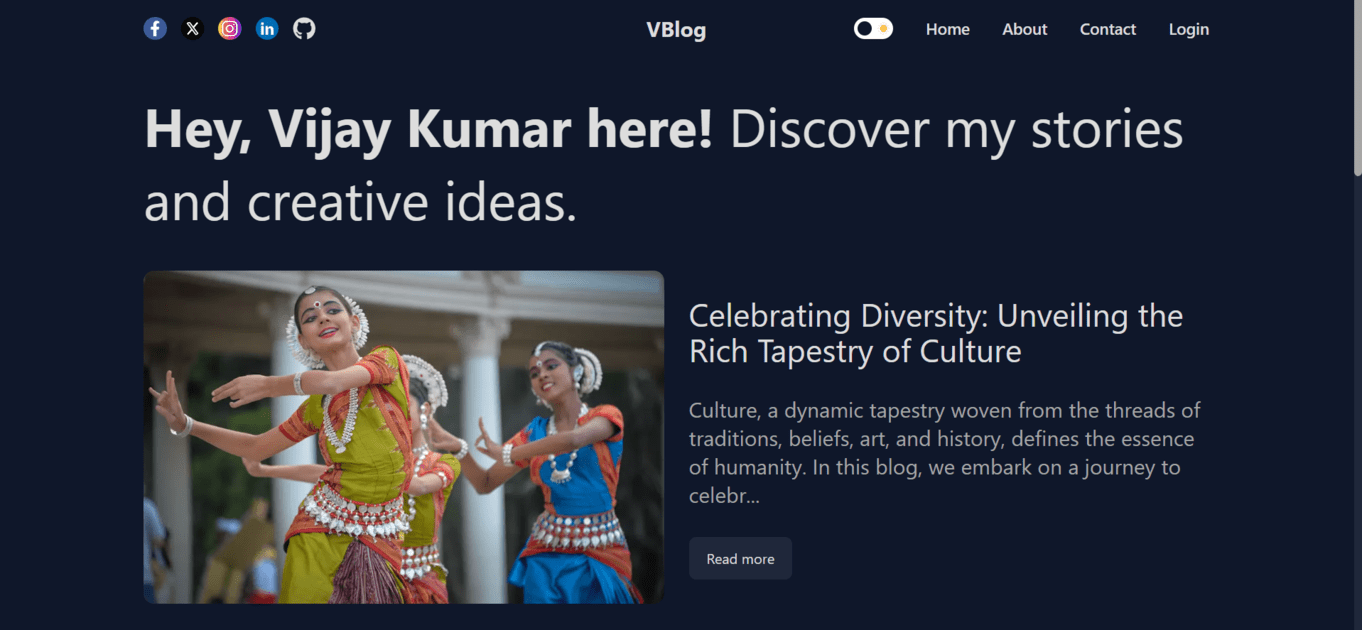 VBlog
Home
About
Contact
Login
Hey, Vijay Kumar here! Discover my stories
and creative ideas.
Celebrating Diversity: Unveiling the
Rich Tapestry of Culture
Culture, a dynamic tapestry woven from the threads of
traditions, beliefs, art, and history, defines the essence
of humanity. In this blog, we embark on a journey to
celebr...
Read more